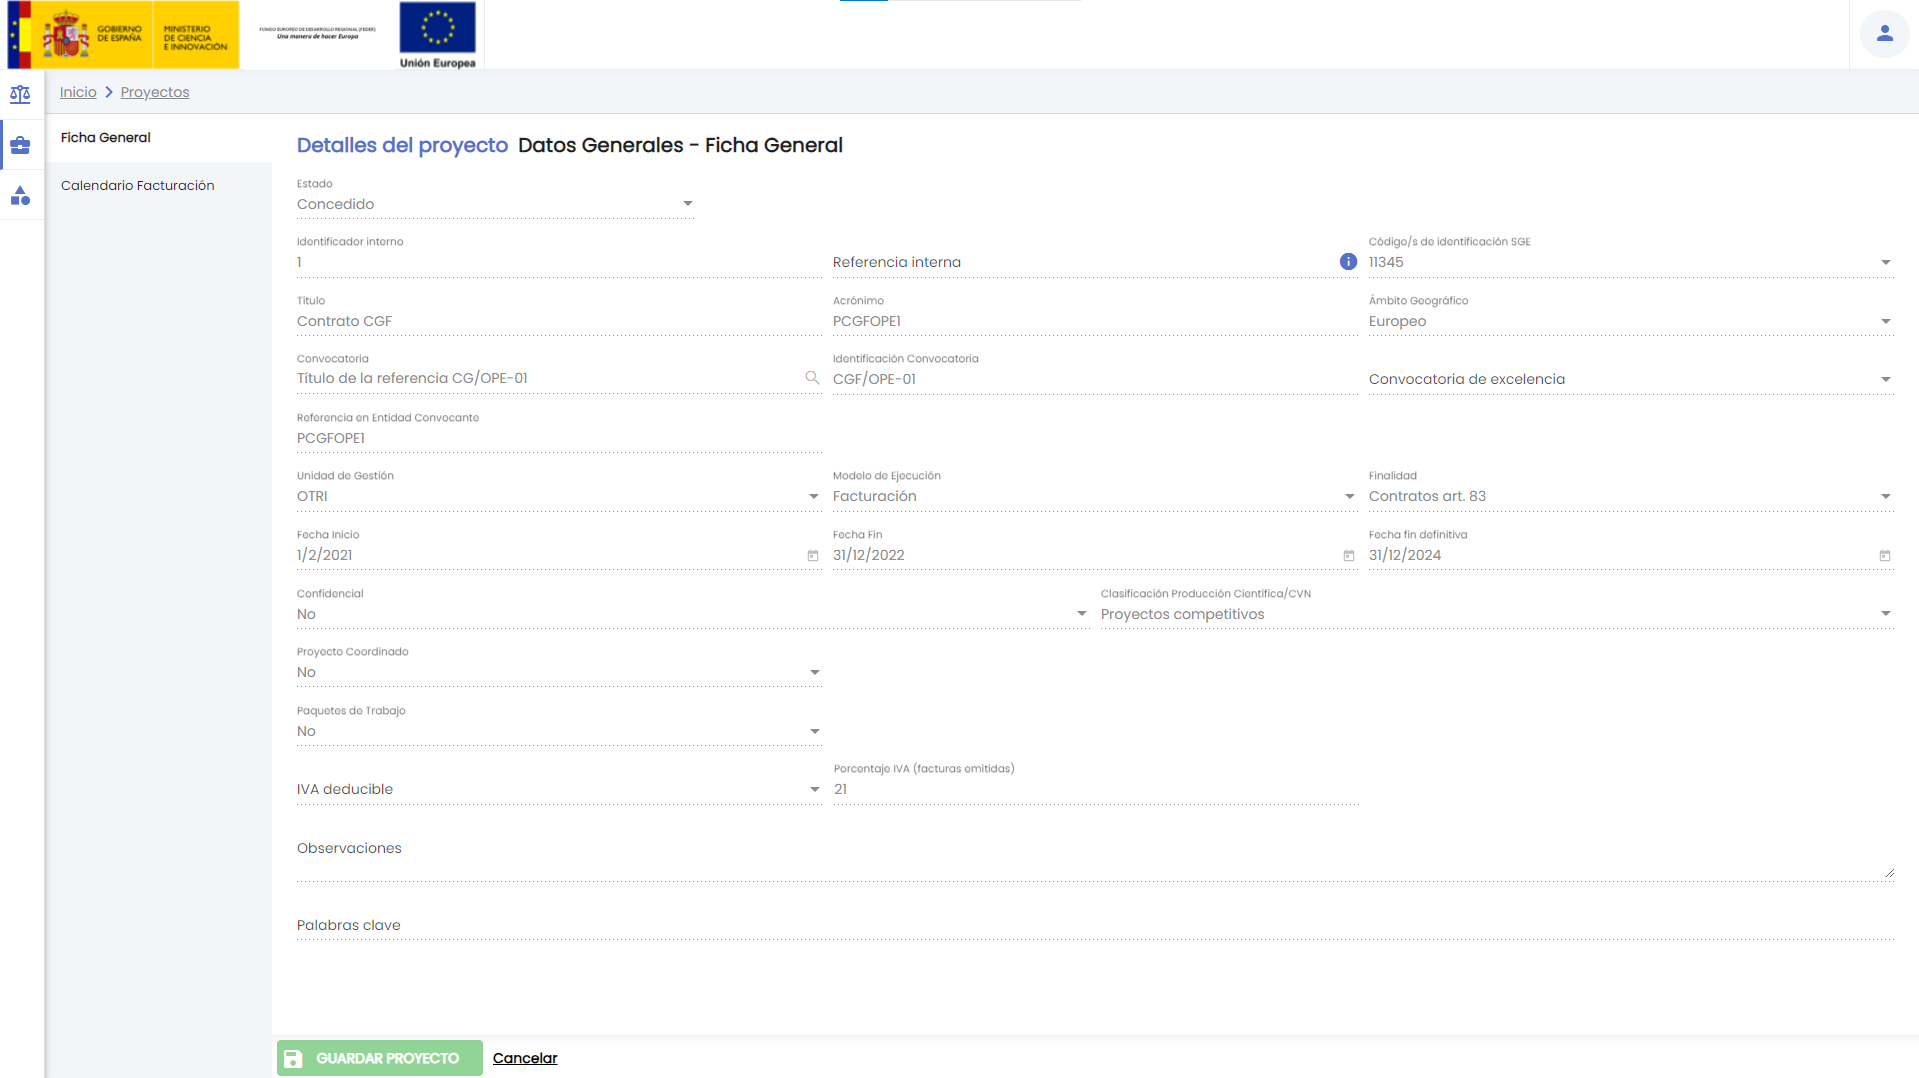 GOBIERNO
DE ESPAÑA
MINISTERIO
DE CIENCIA
E INNOVACIÓN
FONDO EUROPEO DE DESARROLLO REGIONAL (FEDER)
Una manera de hacer Europa
Unión Europea
Inicio > Proyectos
Ficha General
Calendario Facturación
Detalles del proyecto Datos Generales - Ficha General
Estado
Concedido
Identificador interno
1
Referencia interna
Código/s de identificación SGE
11345
Título
Contrato CGF
Acrónimo
PCGFOPE1
Ámbito Geográfico
Europeo
Convocatoria
Título de la referencia CG/OPE-01
Identificación Convocatoria
CGF/OPE-01
Convocatoria de excelencia
Referencia en Entidad Convocante
PCGFOPE1
Unidad de Gestión
OTRI
Modelo de Ejecución
Facturación
Finalidad
Contratos art. 83
Fecha Inicio
1/2/2021
Fecha Fin
31/12/2022
Fecha fin definitiva
31/12/2024
Confidencial
No
Clasificación Producción Científica/CVN
Proyectos competitivos
Proyecto Coordinado
No
Paquetes de Trabajo
No
IVA deducible
Porcentaje IVA (facturas emitidas)
21
Observaciones
Palabras clave
GUARDAR PROYECTO
Cancelar